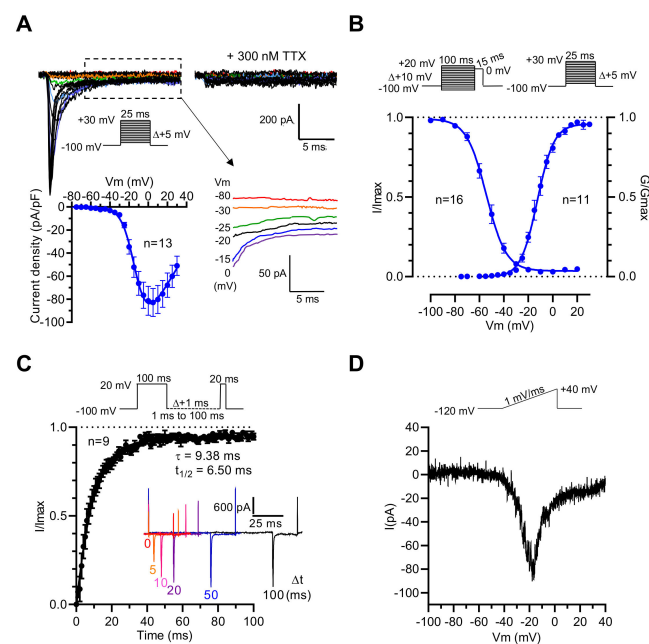 A
+ 300 nM TTX
+30 mV
25 ms
Δ+5 mV
-100 mV
200 pA
5 ms
Vm (mV)
-80 -60 -40 -20 0 20 40
0
-20
-40
-60
-80
-100
Current density (pA/pF)
n=13
Vm
-80
-30
-25
-20
-15
0
(mV)
50 pA
5 ms
B
+20 mV
100 ms
15 ms
0 mV
Δ+10 mV
-100 mV
+30 mV
25 ms
Δ+5 mV
-100 mV
1.0
0.5
0.0
I/Imax
n=16
n=11
1.0
0.5
0.0
G/Gmax
-100 -80 -60 -40 -20 0 20
Vm (mV)
C
20 mV
100 ms
20 ms
Δ+1 ms
-100 mV
1 ms to 100 ms
1.0
0.5
0.0
I/Imax
n=9
τ = 9.38 ms
t1/2 = 6.50 ms
600 pA
25 ms
0
5
10
20
50
100 (ms)
Δt
0 20 40 60 80 100
Time (ms)
D
1 mV/ms
+40 mV
-120 mV
40
20
0
-20
-40
-60
-80
-100
I(pA)
-100 -80 -60 -40 -20 0 20 40
Vm (mV)